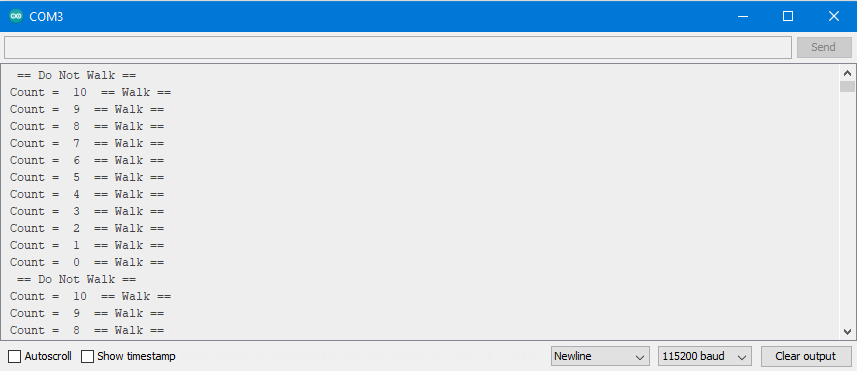 COM3
Send
== Do Not Walk ==
Count =  10  == Walk ==
Count =  9  == Walk ==
Count =  8  == Walk ==
Count =  7  == Walk ==
Count =  6  == Walk ==
Count =  5  == Walk ==
Count =  4  == Walk ==
Count =  3  == Walk ==
Count =  2  == Walk ==
Count =  1  == Walk ==
Count =  0  == Walk ==
== Do Not Walk ==
Count =  10  == Walk ==
Count =  9  == Walk ==
Count =  8  == Walk ==
Autoscroll Show timestamp Newline 115200 baud Clear output